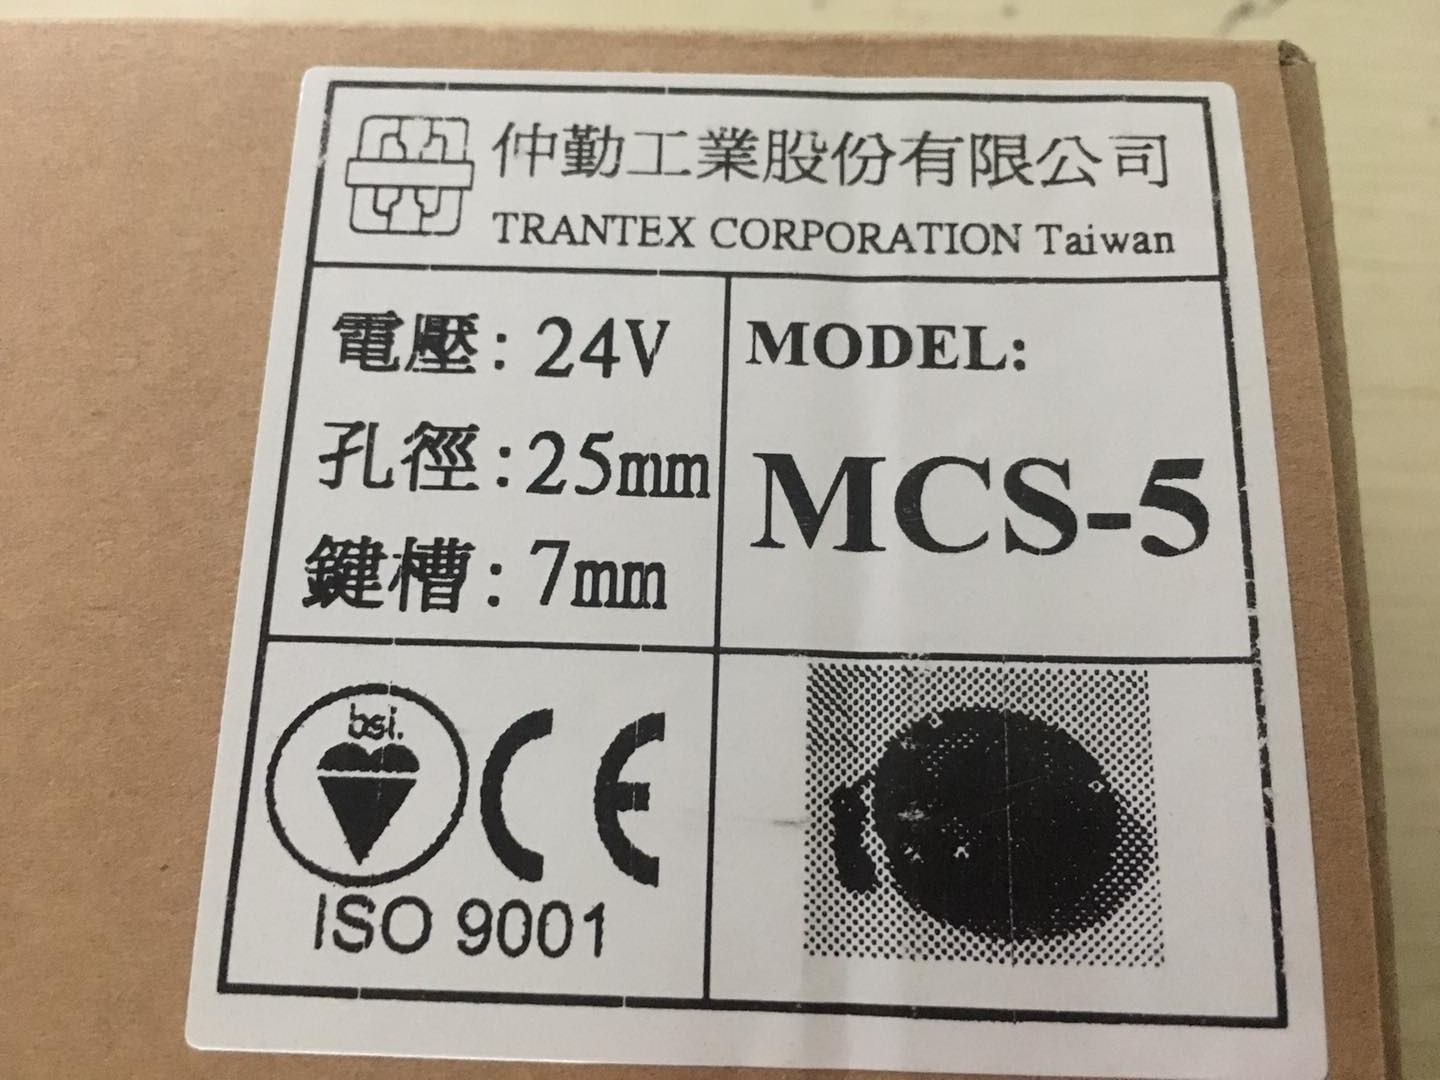 仲勤工業股份有限公司
TRANTEX CORPORATION Taiwan
電壓：24V
孔徑：25mm
鍵槽：7mm
MODEL:
MCS-5
bsi.
CE
ISO 9001